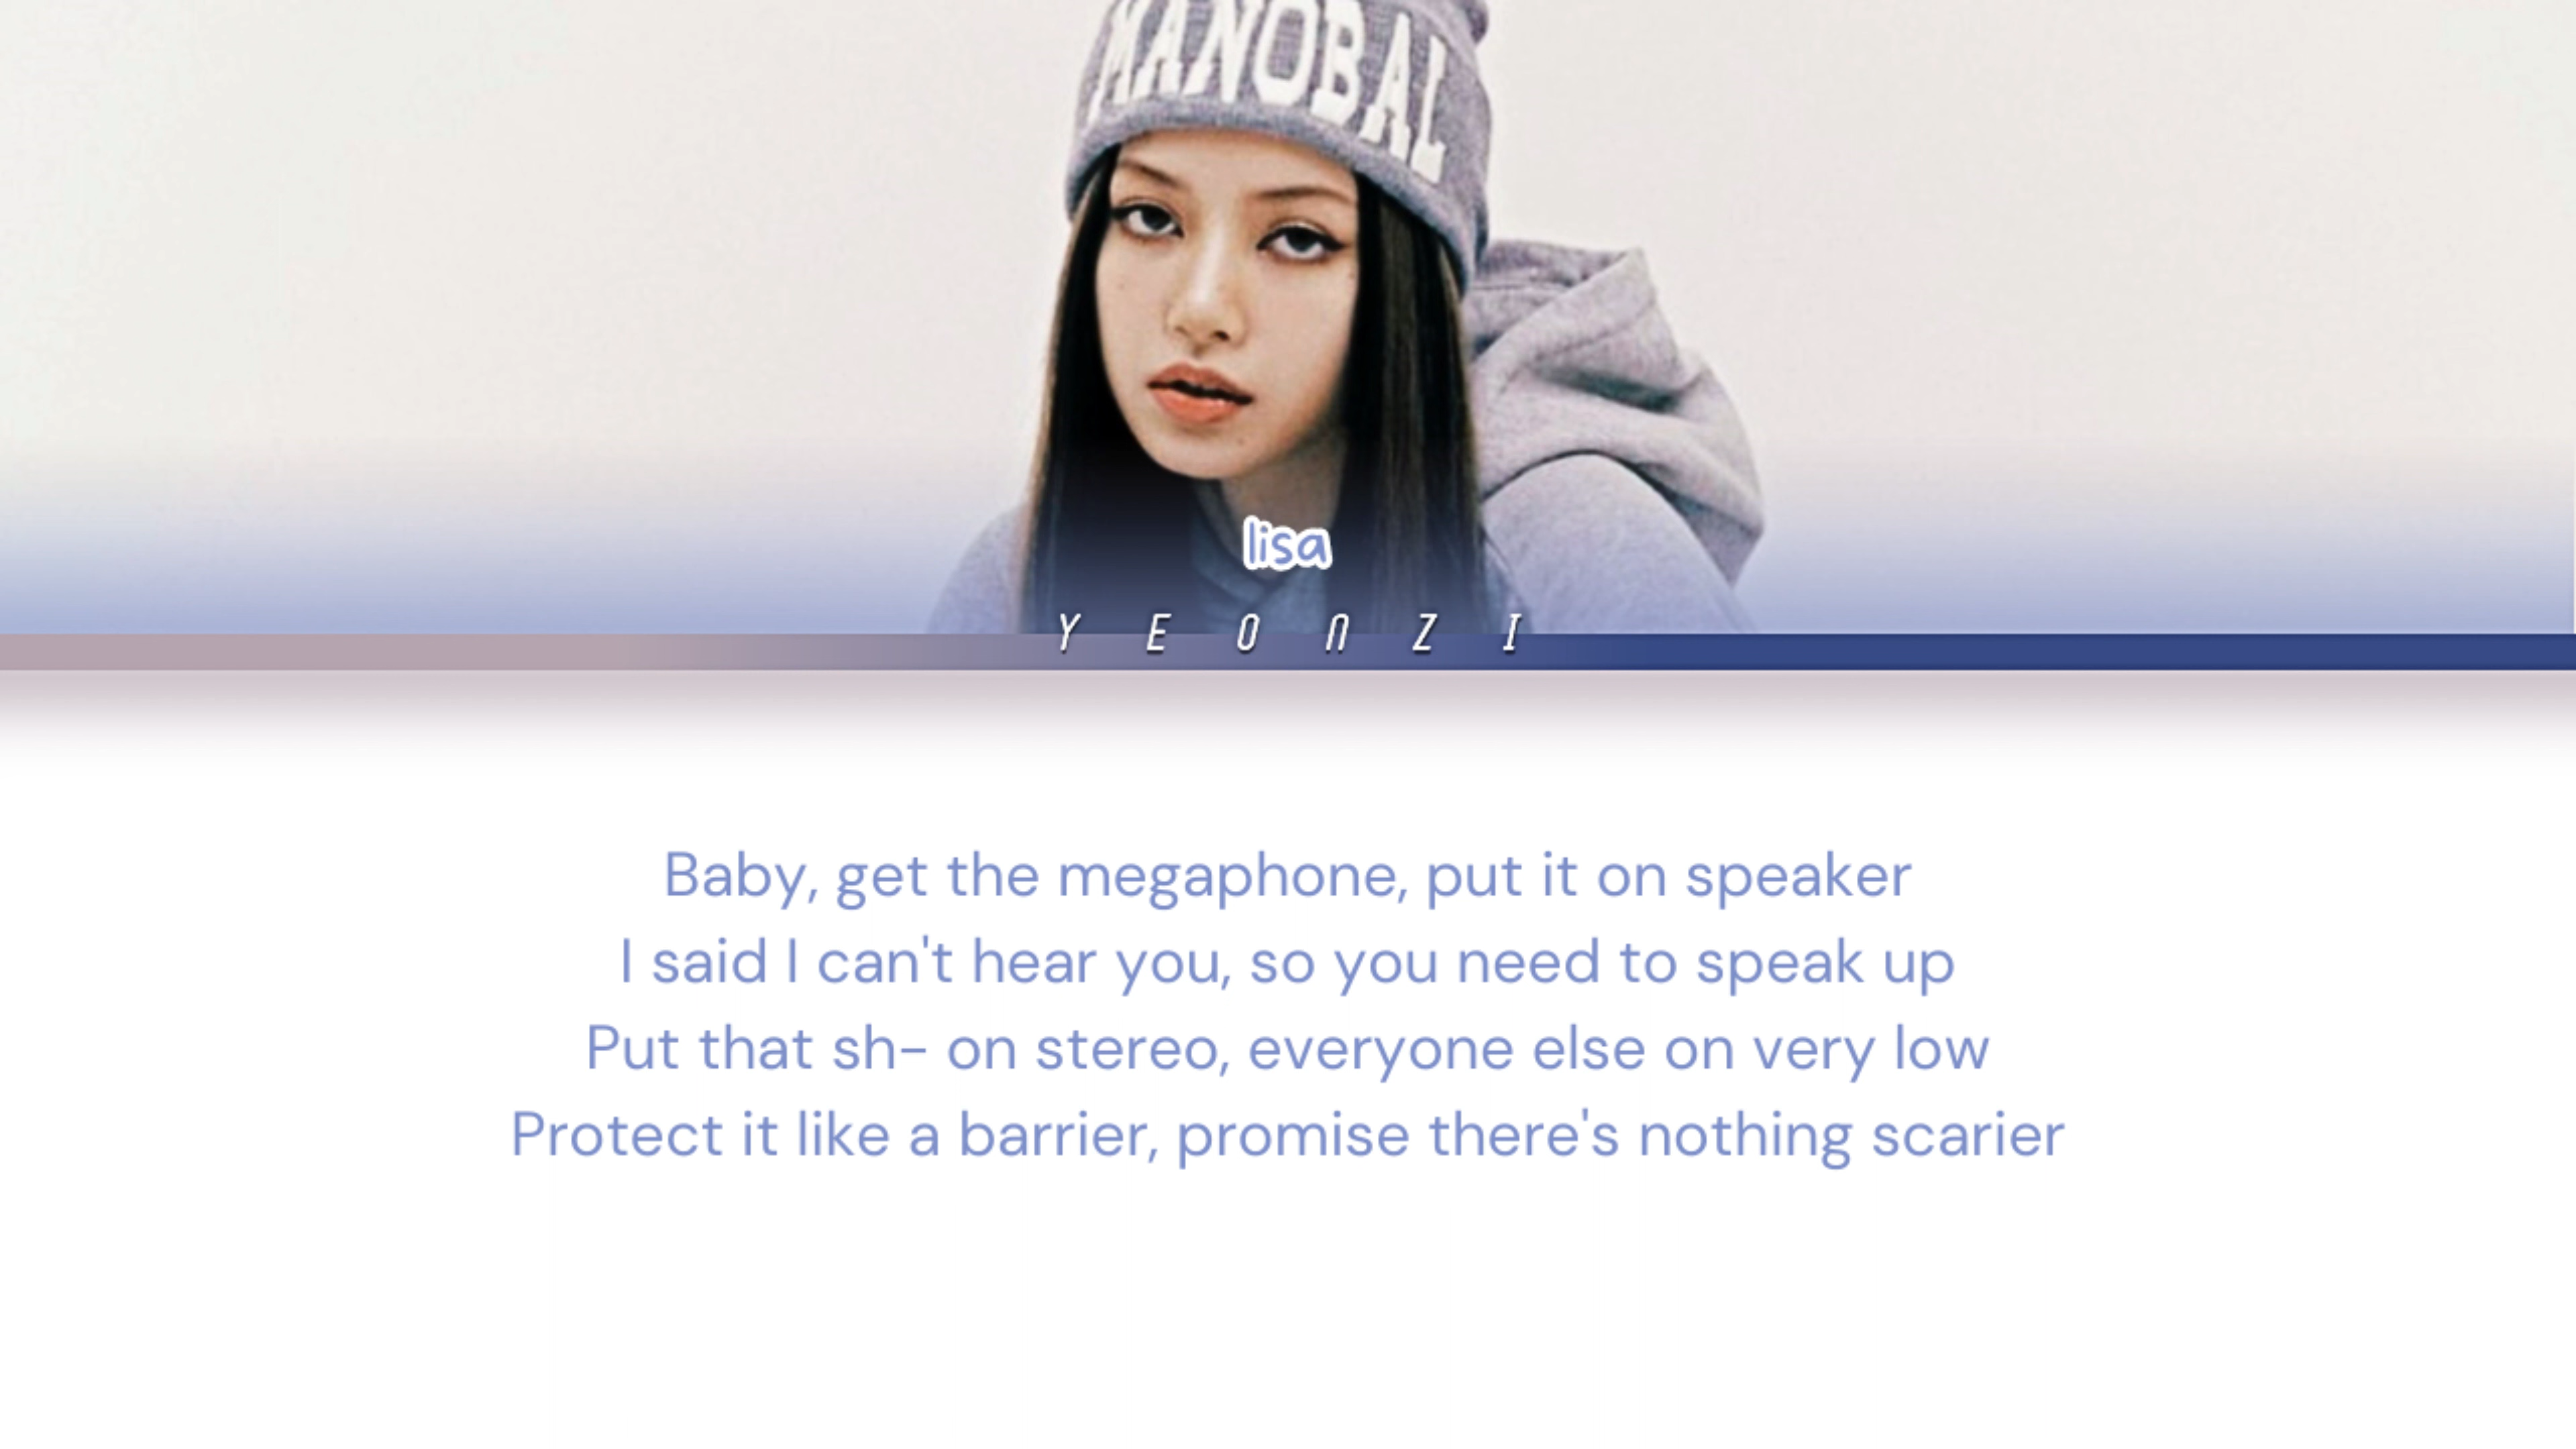 MANOBAL
lisa
YEONZI
Baby, get the megaphone, put it on speaker
I said I can't hear you, so you need to speak up
Put that sh- on stereo, everyone else on very low
Protect it like a barrier, promise there's nothing scarier